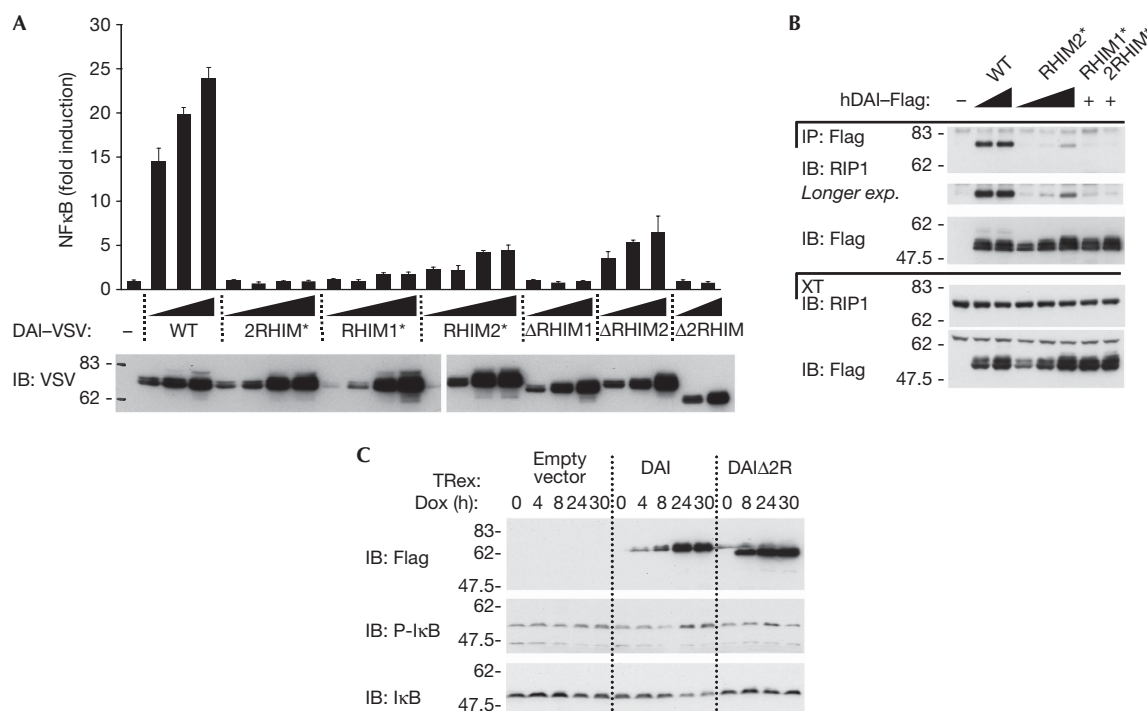 A
NFκB (fold induction)
30
25
20
15
10
5
0
DAI–VSV: – WT 2RHIM* RHIM1* RHIM2* ΔRHIM1 ΔRHIM2 Δ2RHIM
IB: VSV
83 -
62 -
B
WT RHIM2* RHIM1* 2RHIM*
hDAI–Flag: – + +
IP: Flag 83 -
IB: RIP1 62 -
Longer exp.
62 -
IB: Flag
47.5-
XT
83 -
IB: RIP1
62 -
62 -
IB: Flag
47.5-
C
TRex: Empty vector DAI DAIΔ2R
Dox (h): 0 4 8 24 30 0 4 8 24 30 0 8 24 30
83-
IB: Flag 62-
47.5-
62-
IB: P-IκB
47.5-
62-
IB: IκB
47.5-